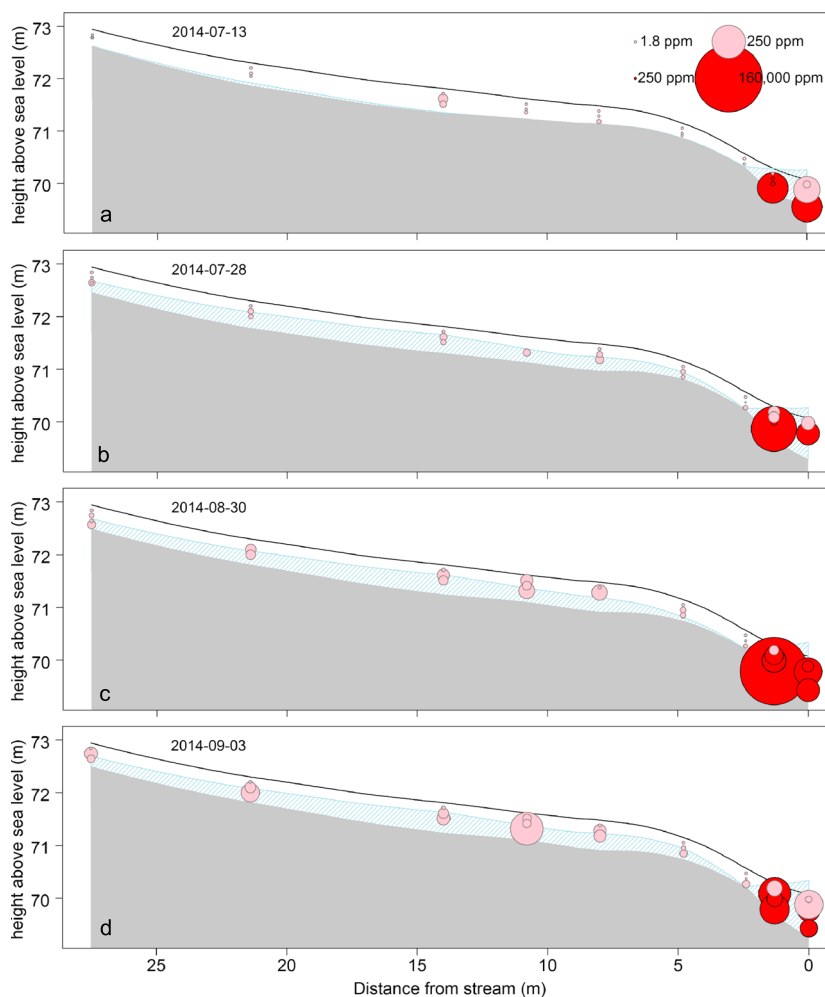 73 2014-07-13 1.8 ppm 250 ppm
72 250 ppm 160,000 ppm
71
70
height above sea level (m)
a
73 2014-07-28
72
71
70
height above sea level (m)
b
73 2014-08-30
72
71
70
height above sea level (m)
c
73 2014-09-03
72
71
70
height above sea level (m)
d
25 20 15 10 5 0
Distance from stream (m)